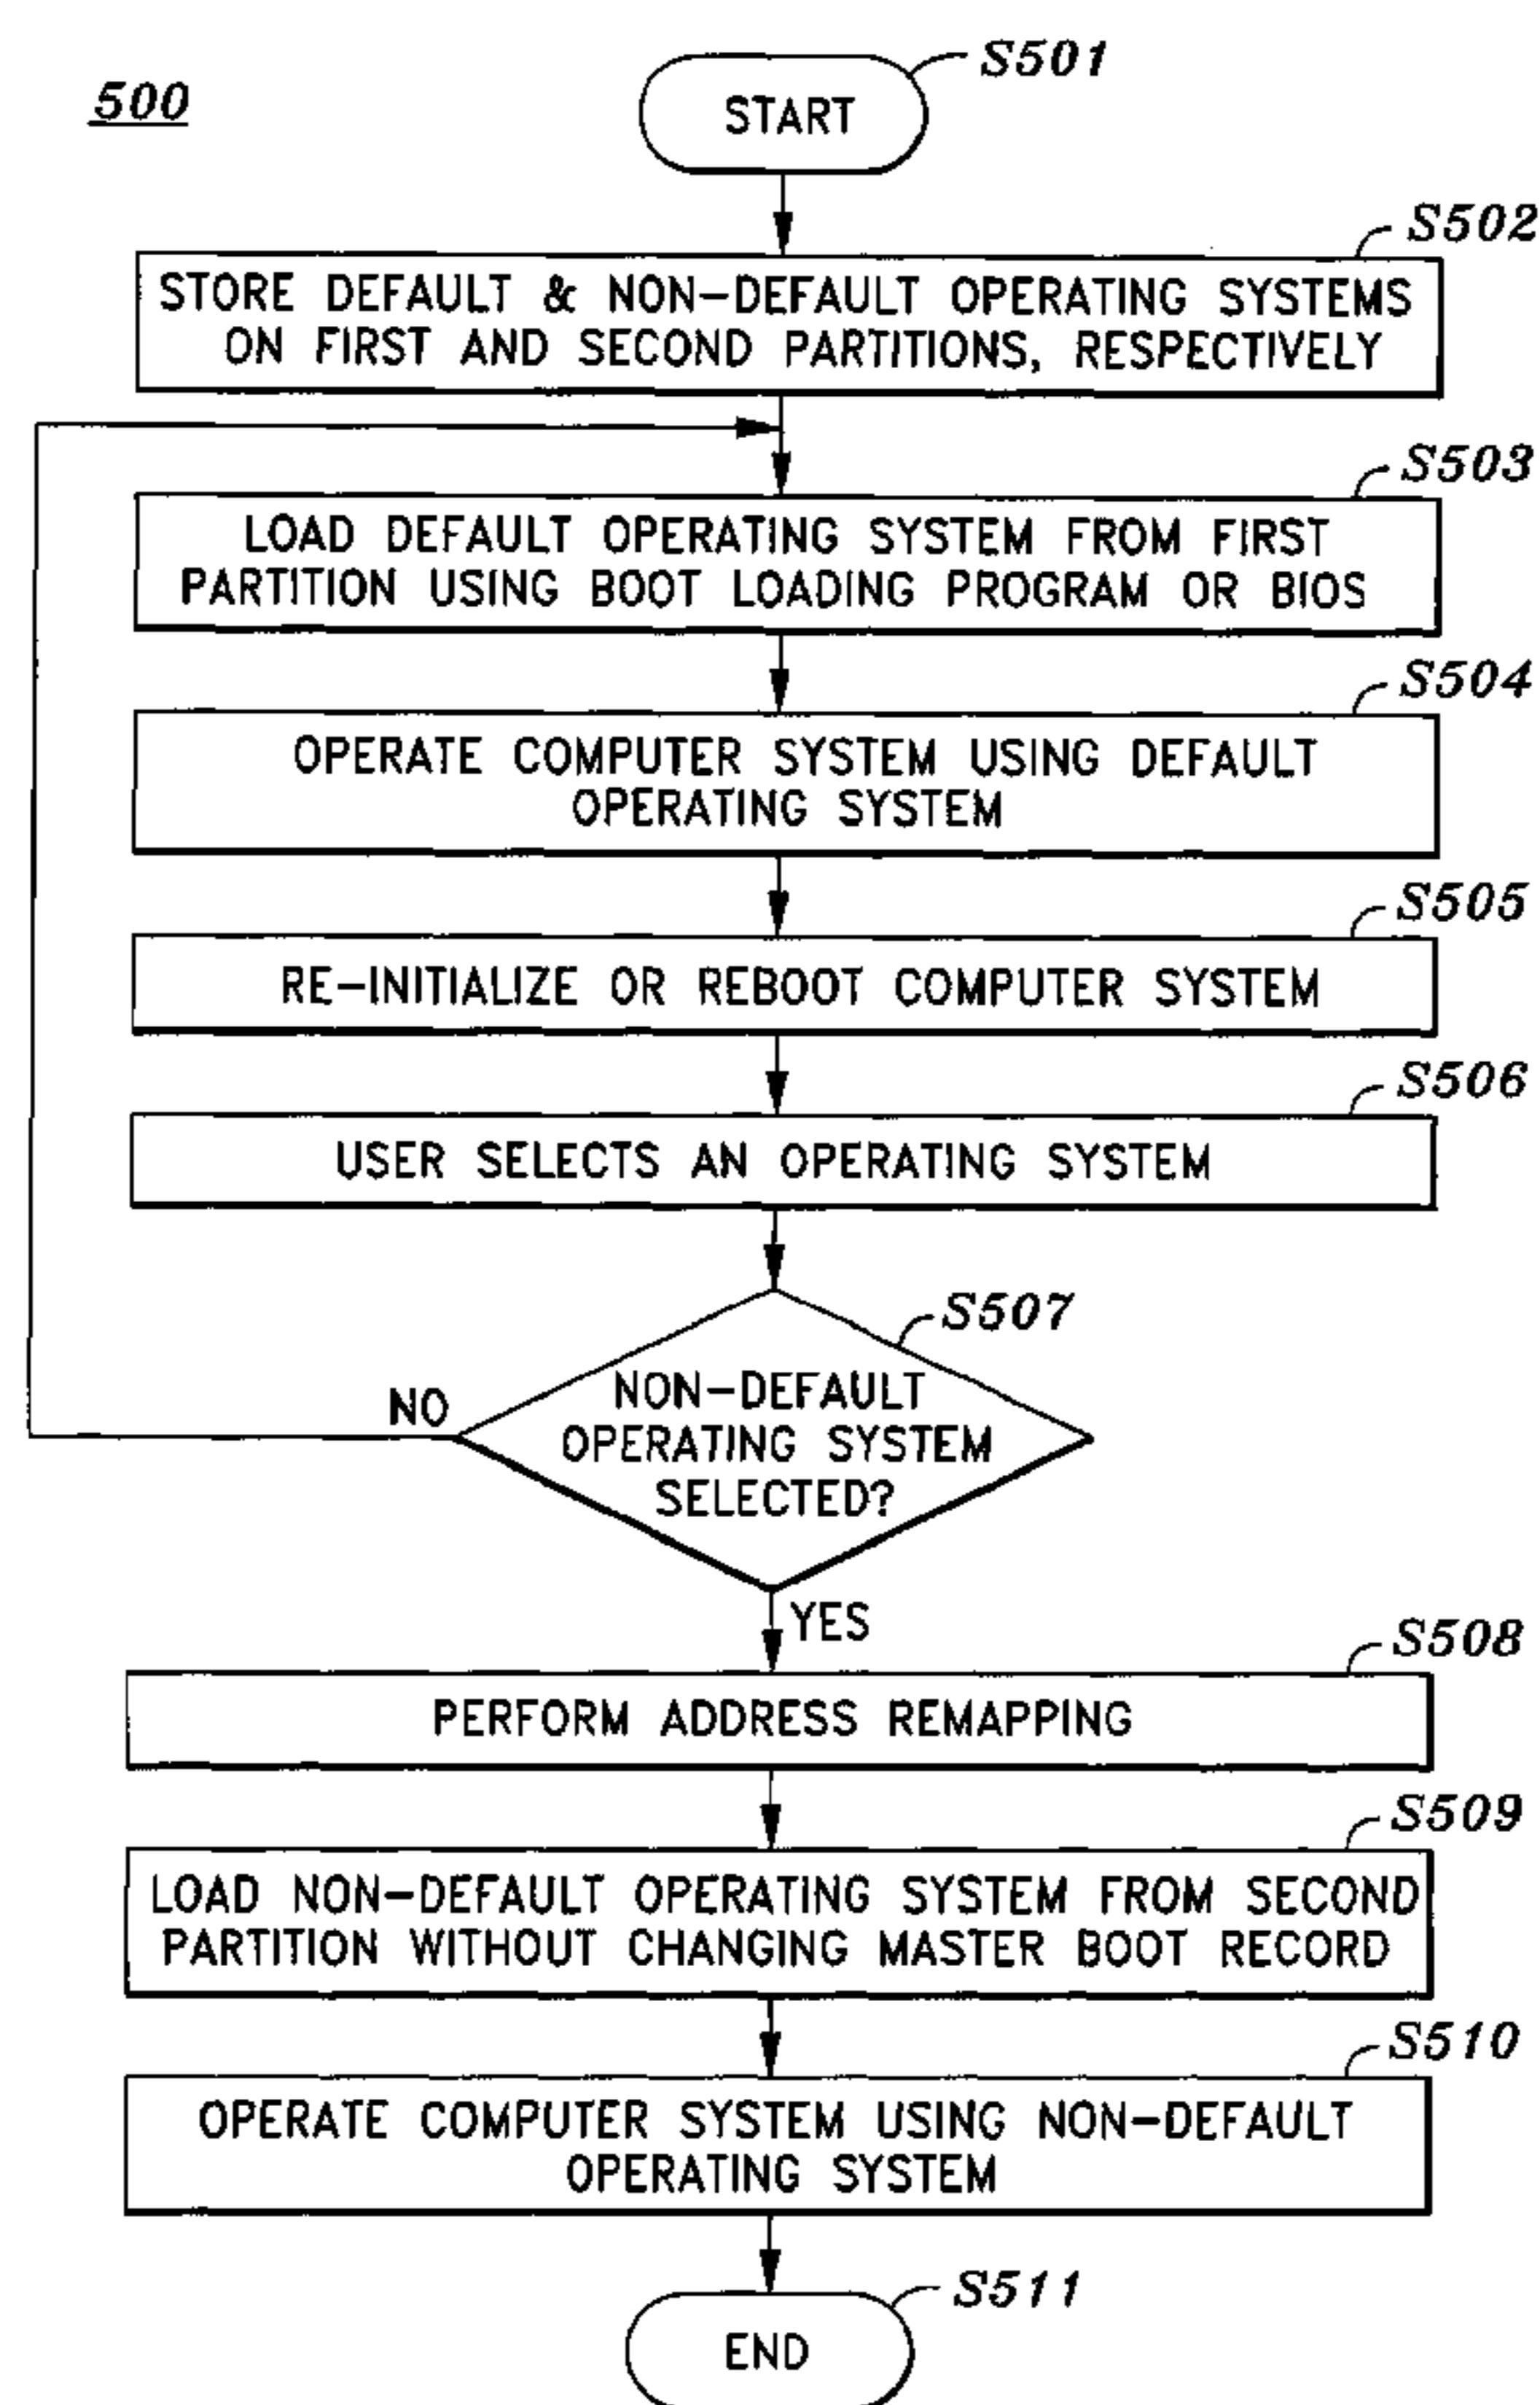 500
S501
START
S502
STORE DEFAULT & NON-DEFAULT OPERATING SYSTEMS
ON FIRST AND SECOND PARTITIONS, RESPECTIVELY
S503
LOAD DEFAULT OPERATING SYSTEM FROM FIRST
PARTITION USING BOOT LOADING PROGRAM OR BIOS
S504
OPERATE COMPUTER SYSTEM USING DEFAULT
OPERATING SYSTEM
S505
RE-INITIALIZE OR REBOOT COMPUTER SYSTEM
S506
USER SELECTS AN OPERATING SYSTEM
S507
NON-DEFAULT
OPERATING SYSTEM
SELECTED?
NO
YES
S508
PERFORM ADDRESS REMAPPING
S509
LOAD NON-DEFAULT OPERATING SYSTEM FROM SECOND
PARTITION WITHOUT CHANGING MASTER BOOT RECORD
S510
OPERATE COMPUTER SYSTEM USING NON-DEFAULT
OPERATING SYSTEM
S511
END